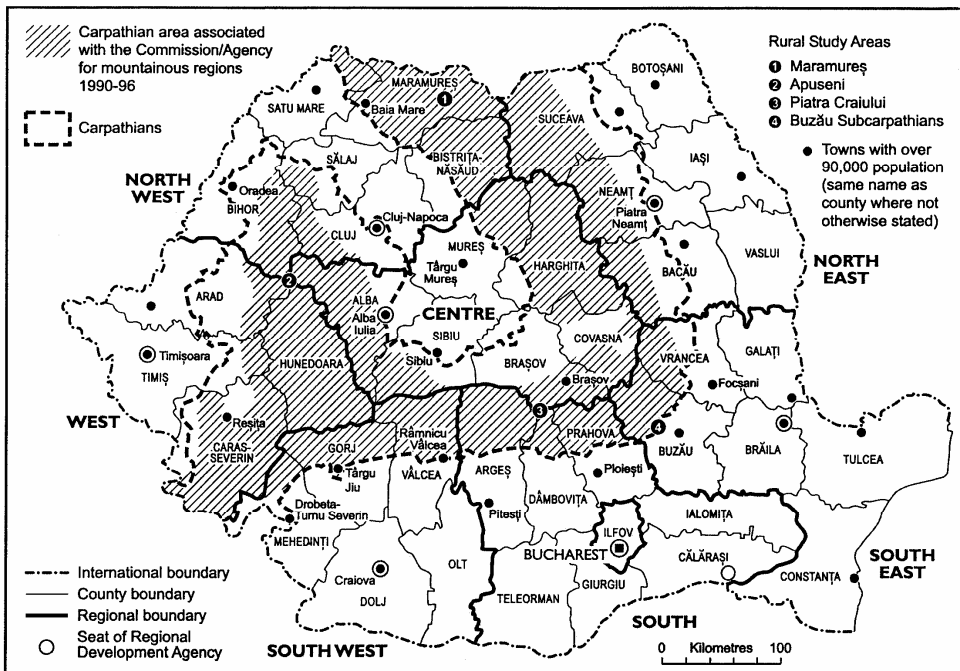 Carpathian area associated
with the Commission/Agency
for mountainous regions
1990-96
Carpathians
Rural Study Areas
1 Maramureș
2 Apuseni
3 Piatra Craiului
4 Buzău Subcarpathians
Towns with over
90,000 population
(same name as
county where not
otherwise stated)
BOTOȘANI
MARAMUREȘ
1
SATU MARE
Baia Mare
SUCEAVA
SĂLAJ
BISTRIȚA-
NĂSĂUD
IAȘI
NORTH
WEST
Oradea
BIHOR
NEAMȚ
Piatra
Neamț
Cluj-Napoca
CLUJ
MUREȘ
Târgu
Mureș
HARGHITA
BACĂU
VASLUI
NORTH
EAST
2
ARAD
ALBA
Alba
Iulia
CENTRE
SIBIU
Sibiu
COVASNA
VRANCEA
GALAȚI
Timișoara
TIMIȘ
HUNEDOARA
BRAȘOV
Brașov
Focșani
WEST
Reșita
CARAS-
SEVERIN
3
4
GORJ
Râmnicu
Vâlcea
PRAHOVA
BUZĂU
BRĂILA
TULCEA
Târgu
Jiu
VÂLCEA
ARGEȘ
Ploiești
Drobeta-
Turnu Severin
Pitești
DÂMBOVIȚA
IALOMIȚA
MEHEDINȚI
ILFOV
BUCHAREST
CĂLĂRAȘI
SOUTH
EAST
Craiova
DOLJ
OLT
TELEORMAN
GIURGIU
CONSTANȚA
SOUTH WEST
SOUTH
International boundary
County boundary
Regional boundary
Seat of Regional
Development Agency
0 Kilometres 100